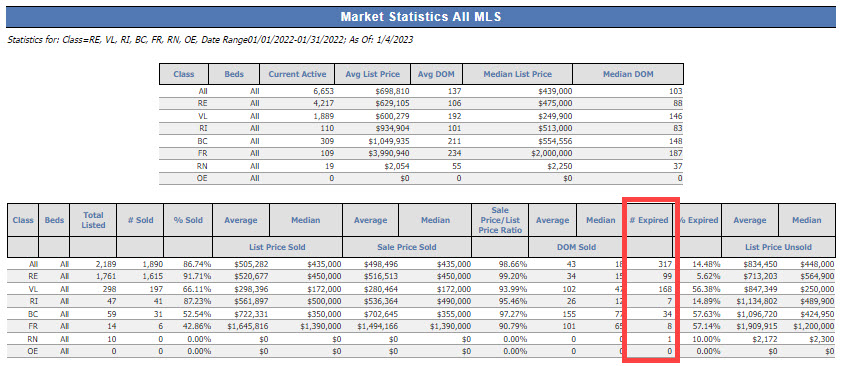 Market Statistics All MLS
Statistics for: Class=RE, VL, RI, BC, FR, RN, OE, Date Range01/01/2022-01/31/2022; As Of: 1/4/2023
Class Beds Current Active Avg List Price Avg DOM Median List Price Median DOM
All All 6,653 $698,810 137 $439,000 103
RE All 4,217 $629,105 106 $475,000 88
VL All 1,889 $600,279 192 $249,900 146
RI All 110 $934,904 101 $513,000 83
BC All 309 $1,049,935 211 $554,556 148
FR All 109 $3,990,940 234 $2,000,000 187
RN All 19 $2,054 55 $2,250 37
OE All 0 $0 0 $0 0
Sale
Total Price/List
Class Beds Listed # Sold % Sold Average Median Average Median Price Ratio Average Median # Expired % Expired Average Median
List Price Sold Sale Price Sold DOM Sold List Price Unsold
All All 2,189 1,890 86.74% $505,282 $435,000 $498,496 $435,000 98.66% 43 317 14.48% $834,450 $448,000
RE All 1,761 1,615 91.71% $520,677 $450,000 $516,513 $450,000 99.20% 34 99 5.62% $713,203 $564,900
VL All 298 197 66.11% $298,396 $172,000 $280,464 $172,000 93.99% 102 168 56.38% $847,349 $250,000
RI All 47 41 87.23% $561,897 $500,000 $536,364 $490,000 95.46% 26 7 14.89% $1,134,802 $489,900
BC All 59 31 52.54% $722,331 $350,000 $702,645 $355,000 97.27% 155 34 57.63% $1,096,720 $424,950
FR All 14 6 42.86% $1,645,816 $1,390,000 $1,494,166 $1,390,000 90.79% 101 8 57.14% $1,909,915 $1,200,000
RN All 10 0 0.00% $0 $0 $0 $0 0.00% 0 0 1 10.00% $2,172 $2,300
OE All 0 0 0.00% $0 $0 $0 $0 0.00% 0 0 0 0.00% $0 $0